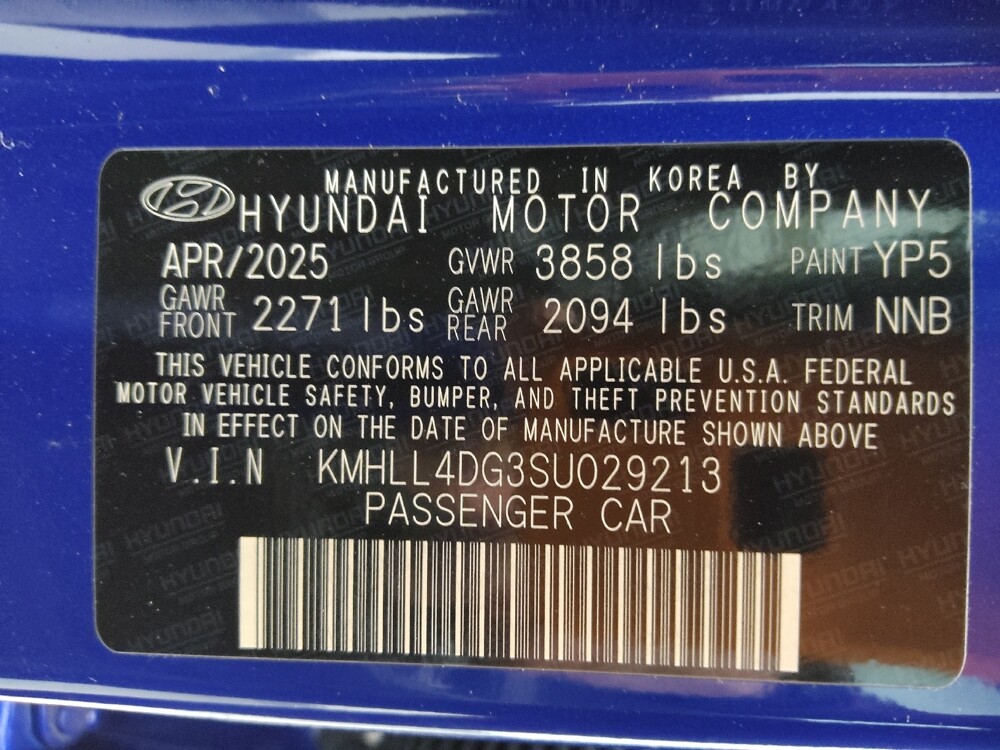 MANUFACTURED IN KOREA BY
HYUNDAI MOTOR COMPANY
APR/2025 GVWR 3858 lbs PAINT YP5
GAWR FRONT 2271 lbs GAWR REAR 2094 lbs TRIM NNB
THIS VEHICLE CONFORMS TO ALL APPLICABLE U.S.A. FEDERAL
MOTOR VEHICLE SAFETY, BUMPER, AND THEFT PREVENTION STANDARDS
IN EFFECT ON THE DATE OF MANUFACTURE SHOWN ABOVE
V.I.N KMHLL4DG3SU029213
PASSENGER CAR